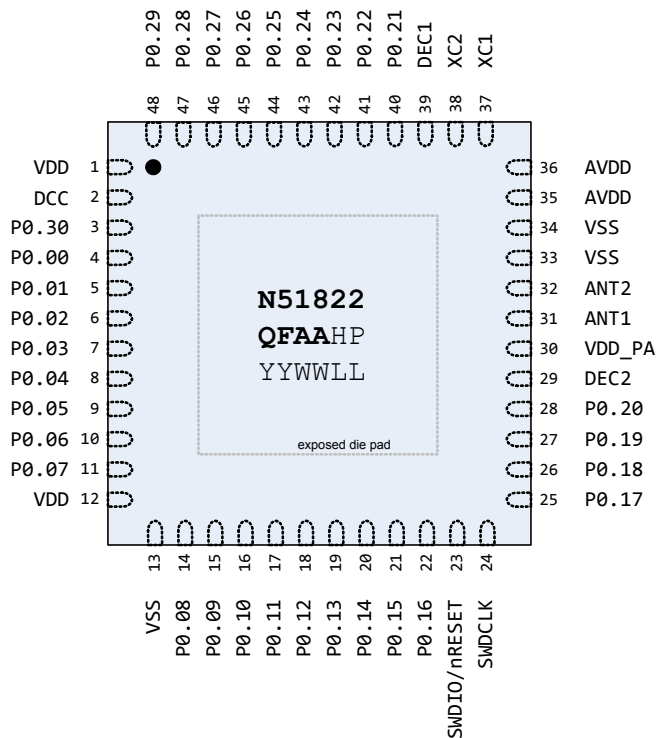 P0.29 P0.28 P0.27 P0.26 P0.25 P0.24 P0.23 P0.22 P0.21 DEC1 XC2 XC1
48 47 46 45 44 43 42 41 40 39 38 37
VDD 1 36 AVDD
DCC 2 35 AVDD
P0.30 3 34 VSS
P0.00 4 33 VSS
P0.01 5 32 ANT2
P0.02 6 31 ANT1
P0.03 7 30 VDD_PA
P0.04 8 29 DEC2
P0.05 9 28 P0.20
P0.06 10 27 P0.19
P0.07 11 26 P0.18
VDD 12 25 P0.17
N51822
QFAAHP
YYWWLL
exposed die pad
13 14 15 16 17 18 19 20 21 22 23 24
VSS P0.08 P0.09 P0.10 P0.11 P0.12 P0.13 P0.14 P0.15 P0.16 SWDIO/nRESET SWDCLK